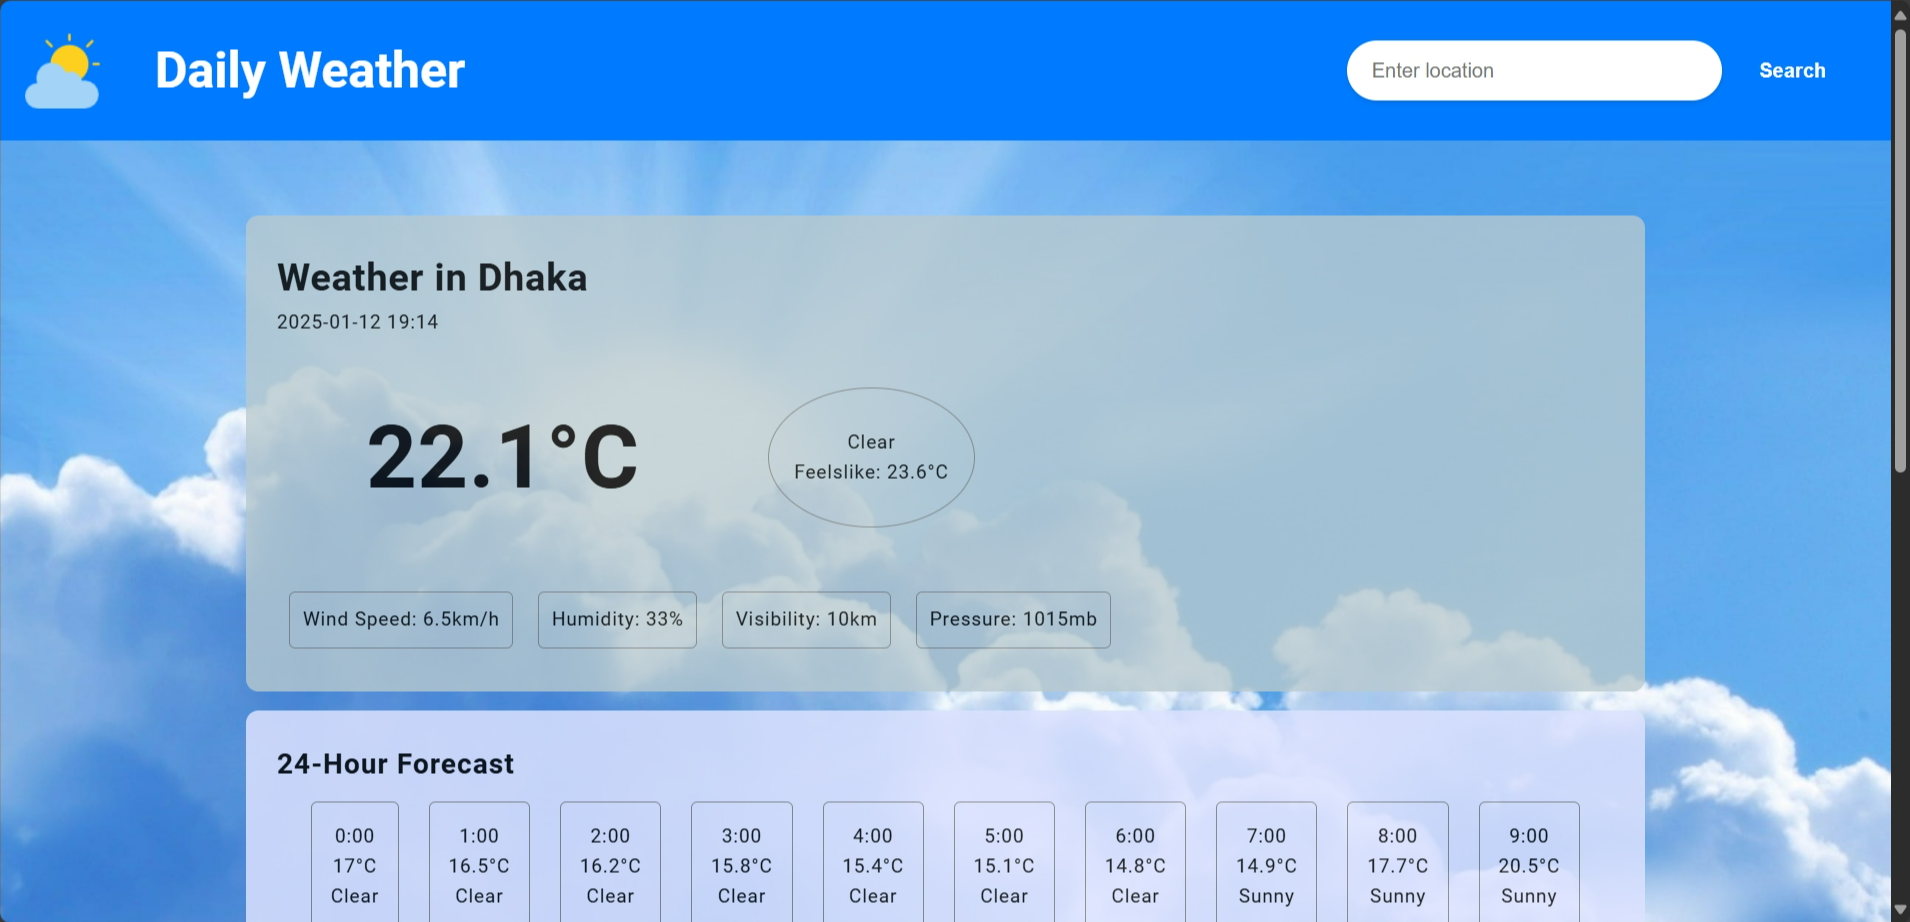 Daily Weather
Enter location
Search
Weather in Dhaka
2025-01-12 19:14
22.1°C
Clear
Feelslike: 23.6°C
Wind Speed: 6.5km/h Humidity: 33% Visibility: 10km Pressure: 1015mb
24-Hour Forecast
0:00 1:00 2:00 3:00 4:00 5:00 6:00 7:00 8:00 9:00
17°C 16.5°C 16.2°C 15.8°C 15.4°C 15.1°C 14.8°C 14.9°C 17.7°C 20.5°C
Clear Clear Clear Clear Clear Clear Clear Sunny Sunny Sunny